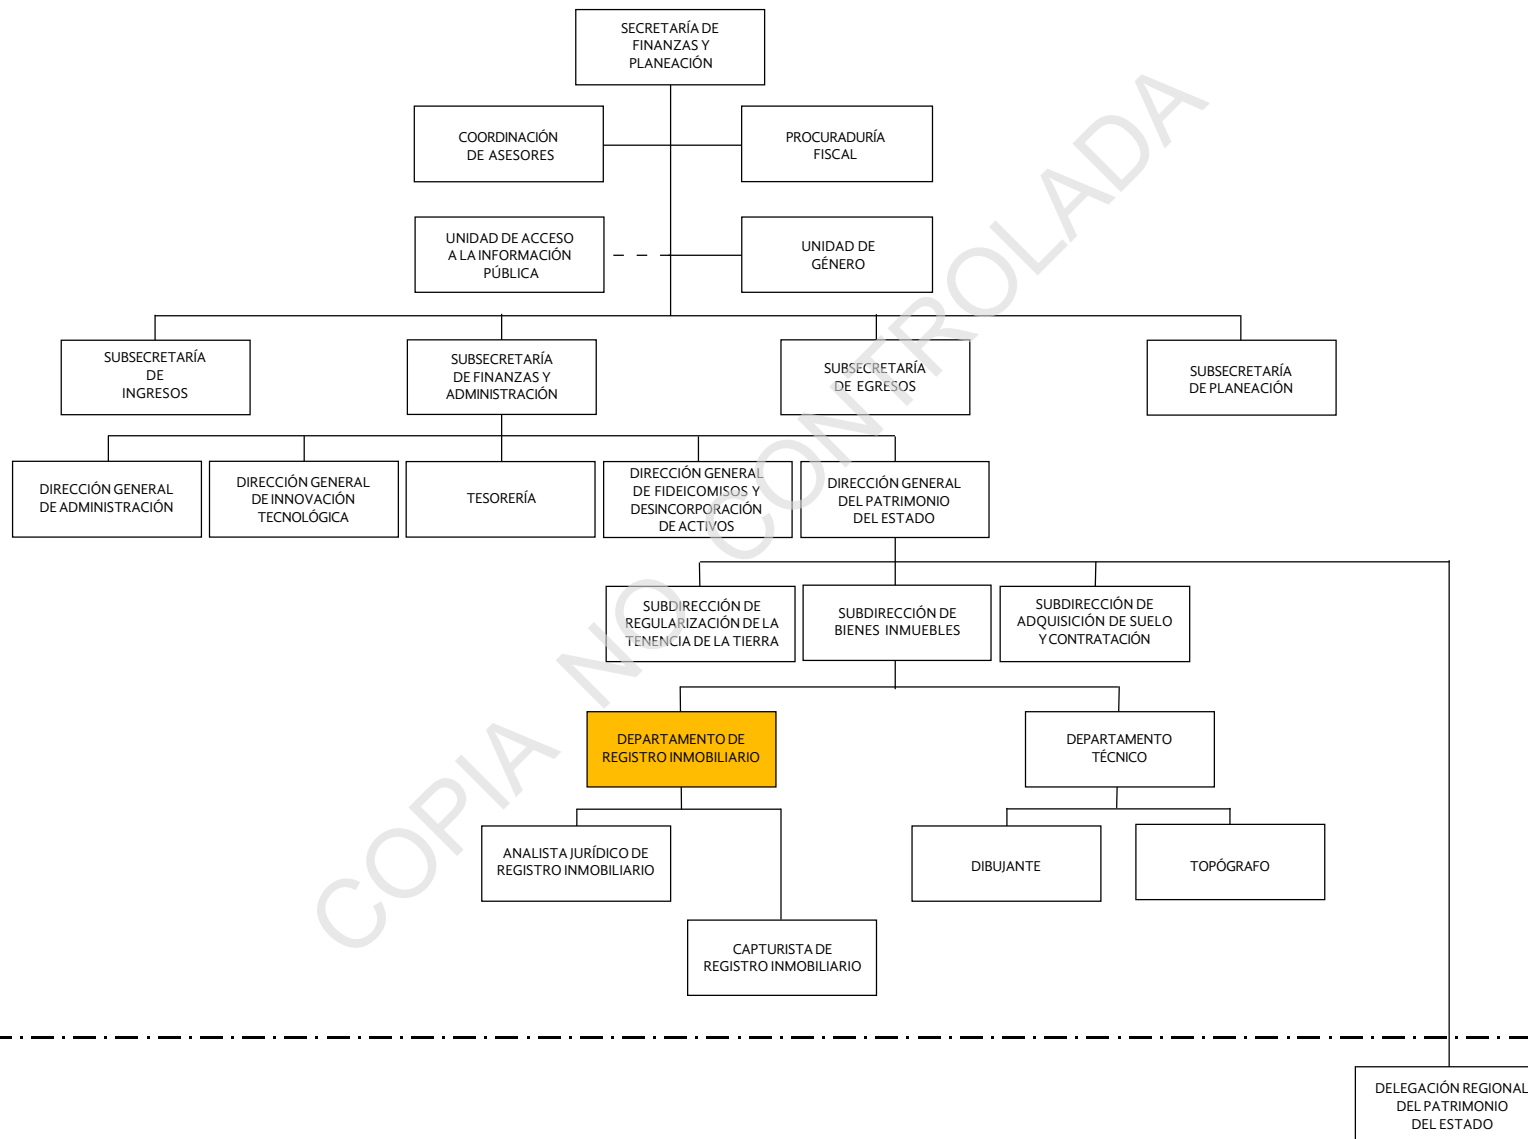 SECRETARÍA DE
FINANZAS Y
PLANEACIÓN
COORDINACIÓN
DE ASESORES
PROCURADURÍA
FISCAL
UNIDAD DE ACCESO
A LA INFORMACIÓN
PÚBLICA
UNIDAD DE
GÉNERO
SUBSECRETARÍA
DE
INGRESOS
SUBSECRETARÍA
DE FINANZAS Y
ADMINISTRACIÓN
SUBSECRETARÍA
DE EGRESOS
SUBSECRETARÍA
DE PLANEACIÓN
DIRECCIÓN GENERAL
DE ADMINISTRACIÓN
DIRECCIÓN GENERAL
DE INNOVACIÓN
TECNOLÓGICA
TESORERÍA
DIRECCIÓN GENERAL
DE FIDEICOMISOS Y
DESINCORPORACIÓN
DE ACTIVOS
DIRECCIÓN GENERAL
DEL PATRIMONIO
DEL ESTADO
SUBDIRECCIÓN DE
REGULARIZACIÓN DE LA
TENENCIA DE LA TIERRA
SUBDIRECCIÓN DE
BIENES INMUEBLES
SUBDIRECCIÓN DE
ADQUISICIÓN DE SUELO
Y CONTRATACIÓN
DEPARTAMENTO DE
REGISTRO INMOBILIARIO
DEPARTAMENTO
TÉCNICO
ANALISTA JURÍDICO DE
REGISTRO INMOBILIARIO
DIBUJANTE
TOPÓGRAFO
CAPTURISTA DE
REGISTRO INMOBILIARIO
DELEGACIÓN REGIONAL
DEL PATRIMONIO
DEL ESTADO
COPIA NO CONTROLADA